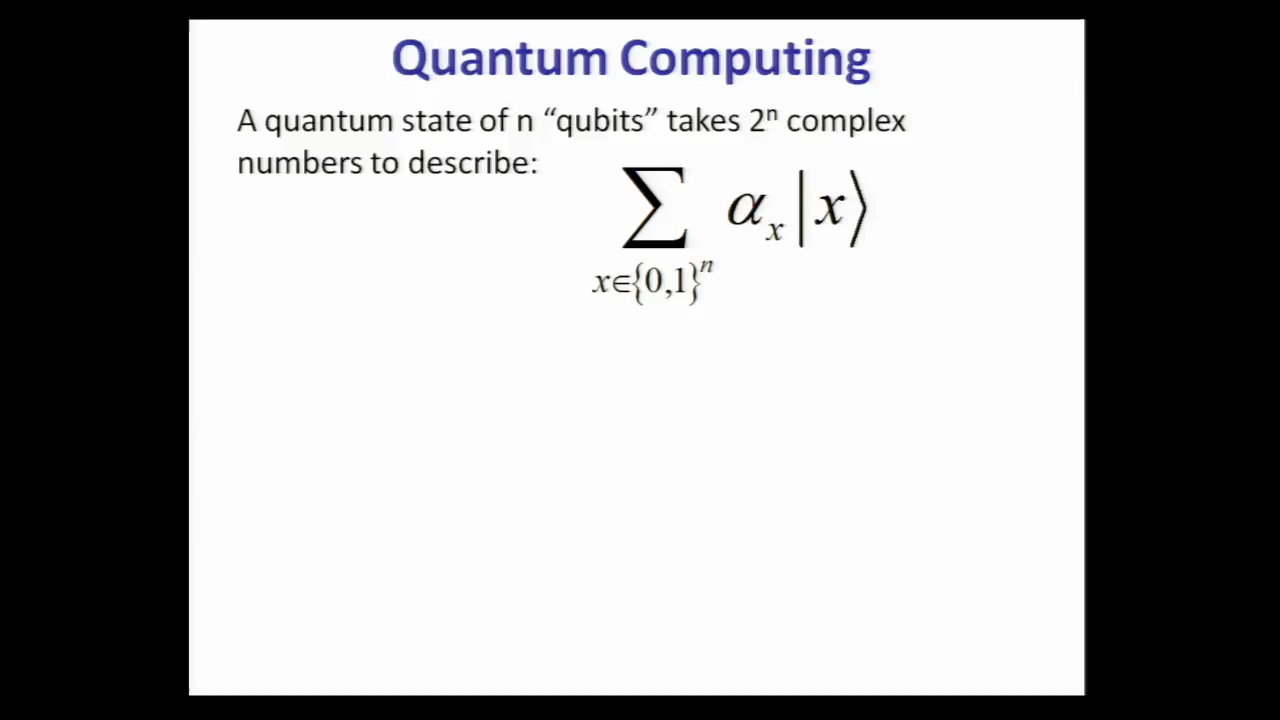 Quantum Computing
A quantum state of n “qubits” takes 2ⁿ complex
numbers to describe:
∑ αₓ|x⟩
x∈{0,1}ⁿ